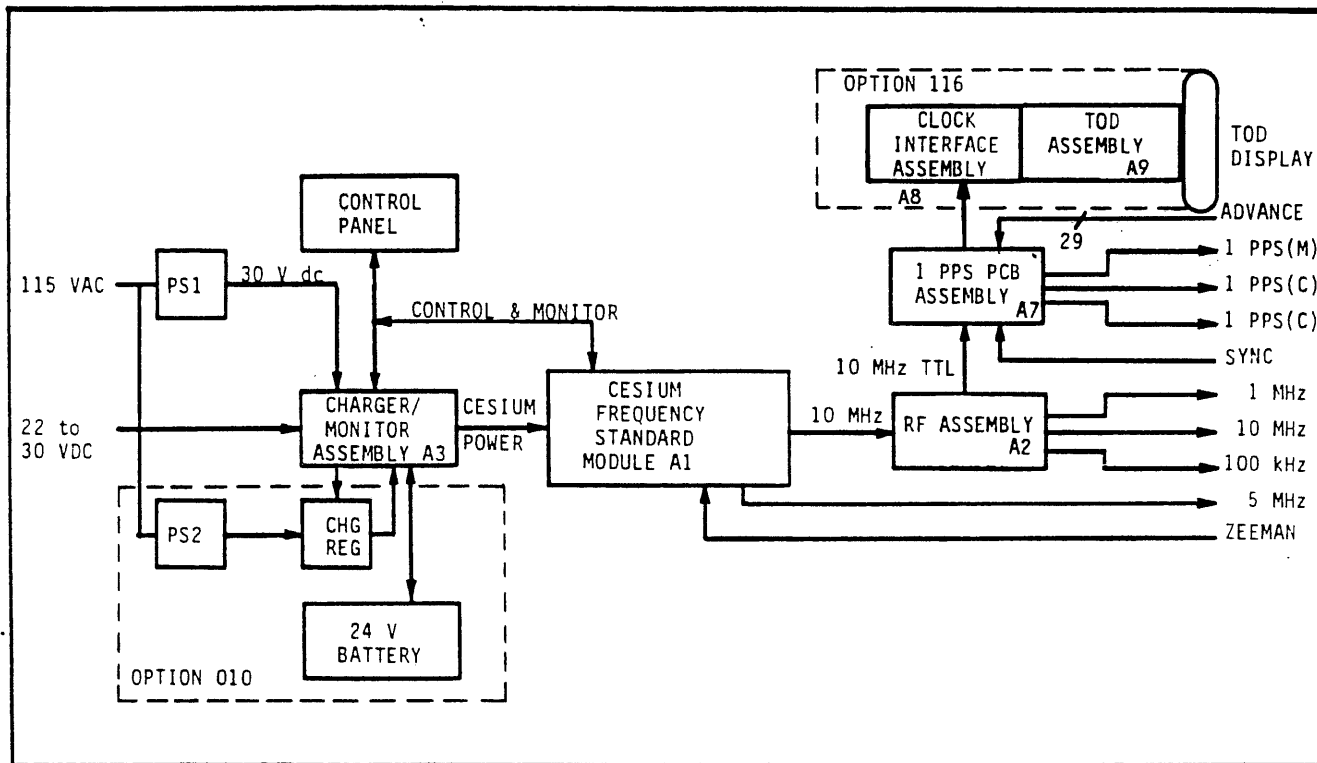 OPTION 116
CLOCK
INTERFACE
ASSEMBLY
A8
TOD
ASSEMBLY
A9
TOD
DISPLAY
CONTROL
PANEL
ADVANCE
29
115 VAC
PS1
30 V dc
1 PPS PCB
ASSEMBLY
A7
1 PPS(M)
1 PPS(C)
1 PPS(C)
SYNC
CONTROL & MONITOR
10 MHz TTL
22 to
30 VDC
CHARGER/
MONITOR
ASSEMBLY A3
CESIUM
POWER
CESIUM
FREQUENCY
STANDARD
MODULE A1
10 MHz
RF ASSEMBLY
A2
1 MHz
10 MHz
100 kHz
5 MHz
ZEEMAN
PS2
CHG
REG
24 V
BATTERY
OPTION 010